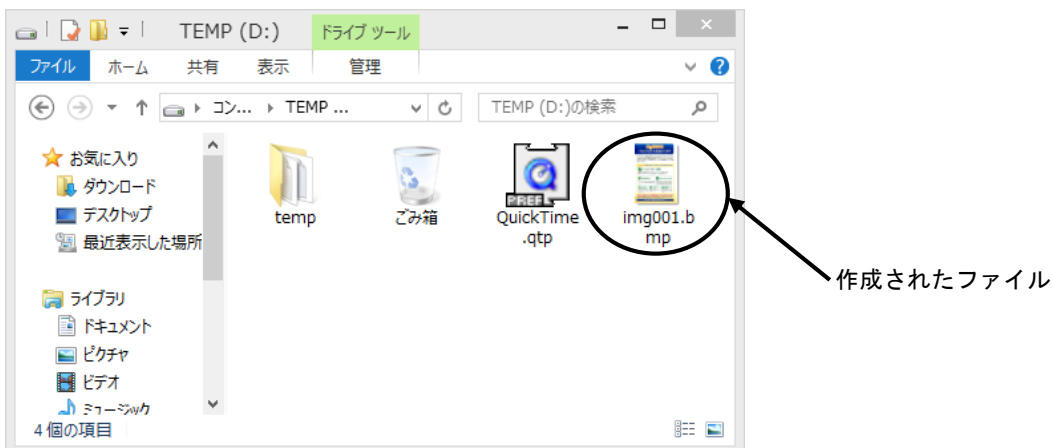 TEMP (D:) ドライブ ツール
ファイル ホーム 共有 表示 管理
コン... TEMP ... TEMP (D:)の検索
お気に入り
ダウンロード
デスクトップ
最近表示した場所
ライブラリ
ドキュメント
ピクチャ
ビデオ
ミュージック
temp
ごみ箱
PREF
QuickTime
.qtp
img001.b
mp
作成されたファイル
4 個の項目